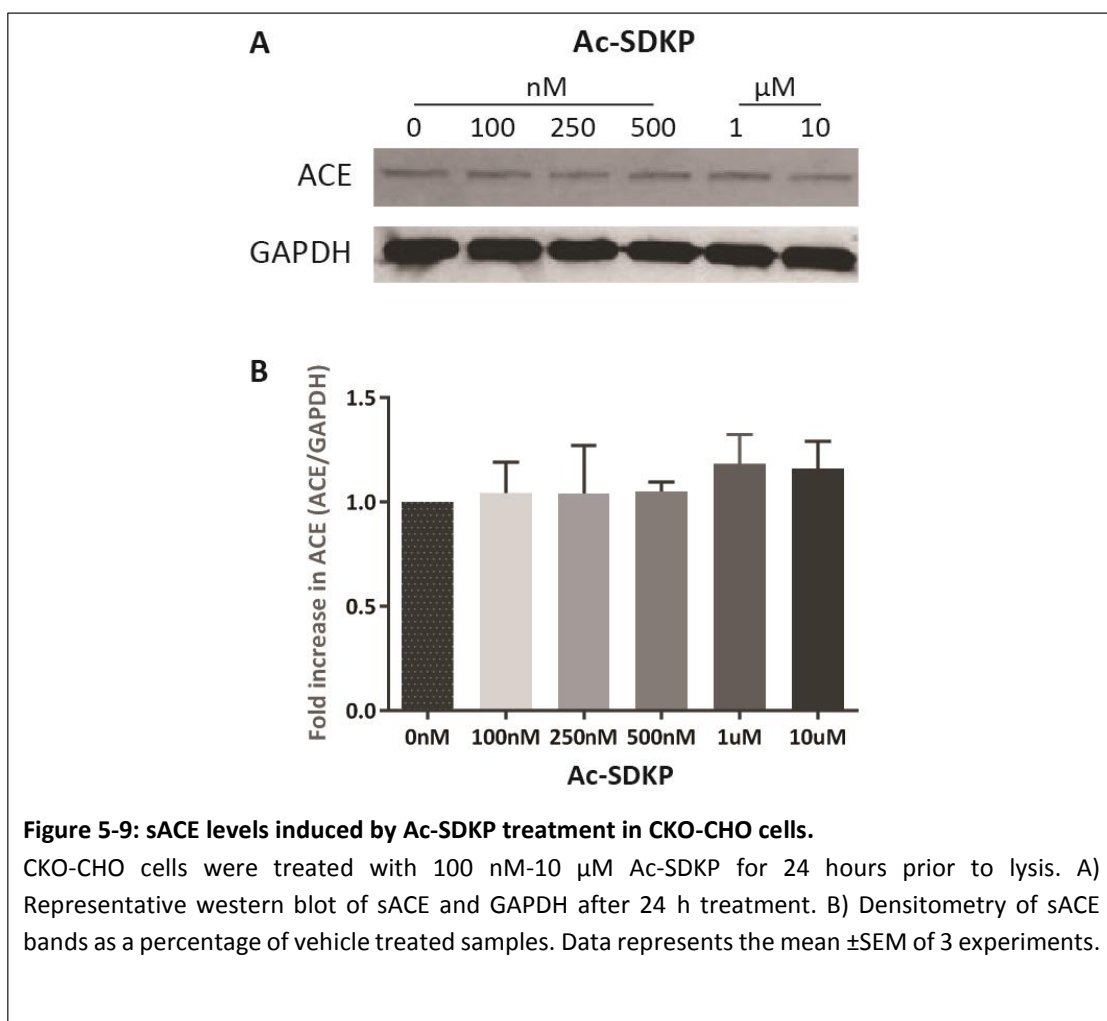 A
Ac-SDKP
nM
µM
0 100 250 500 1 10
ACE
GAPDH
B
Fold increase in ACE (ACE/GAPDH)
1.5
1.0
0.5
0.0
0nM 100nM 250nM 500nM 1uM 10uM
Ac-SDKP
Figure 5-9: sACE levels induced by Ac-SDKP treatment in CKO-CHO cells.
CKO-CHO cells were treated with 100 nM-10 µM Ac-SDKP for 24 hours prior to lysis. A)
Representative western blot of sACE and GAPDH after 24 h treatment. B) Densitometry of sACE
bands as a percentage of vehicle treated samples. Data represents the mean ±SEM of 3 experiments.